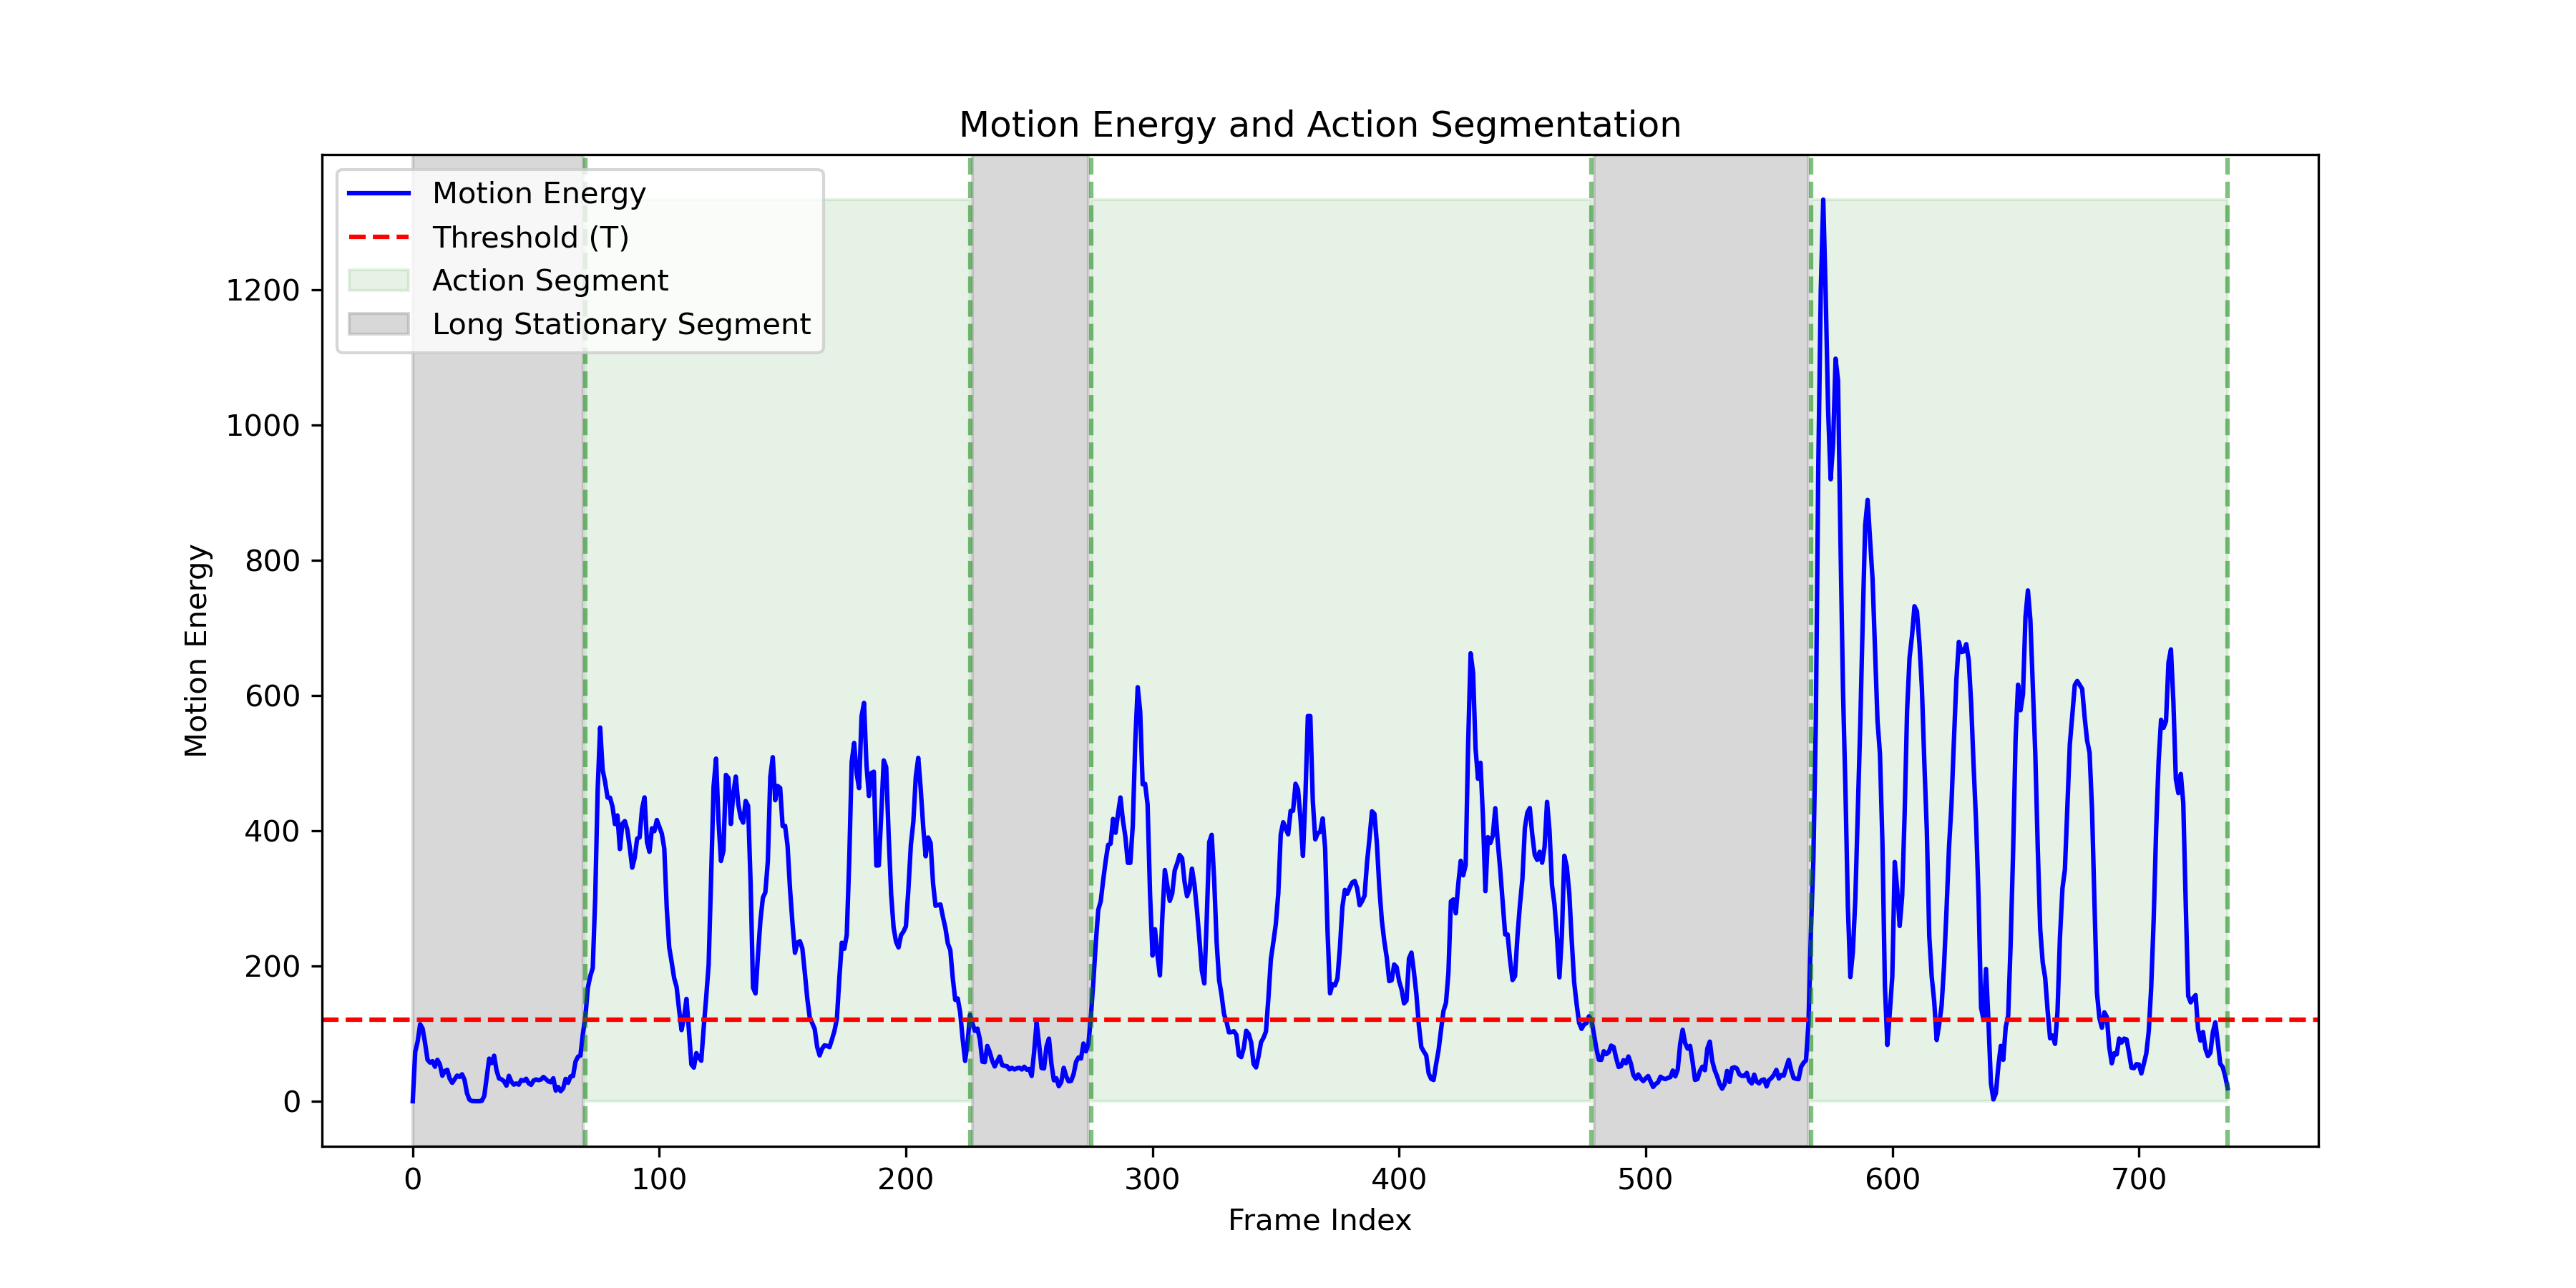 Motion Energy and Action Segmentation
Motion Energy
Threshold (T)
Action Segment
Long Stationary Segment
Motion Energy
1200
1000
800
600
400
200
0
0 100 200 300 400 500 600 700
Frame Index